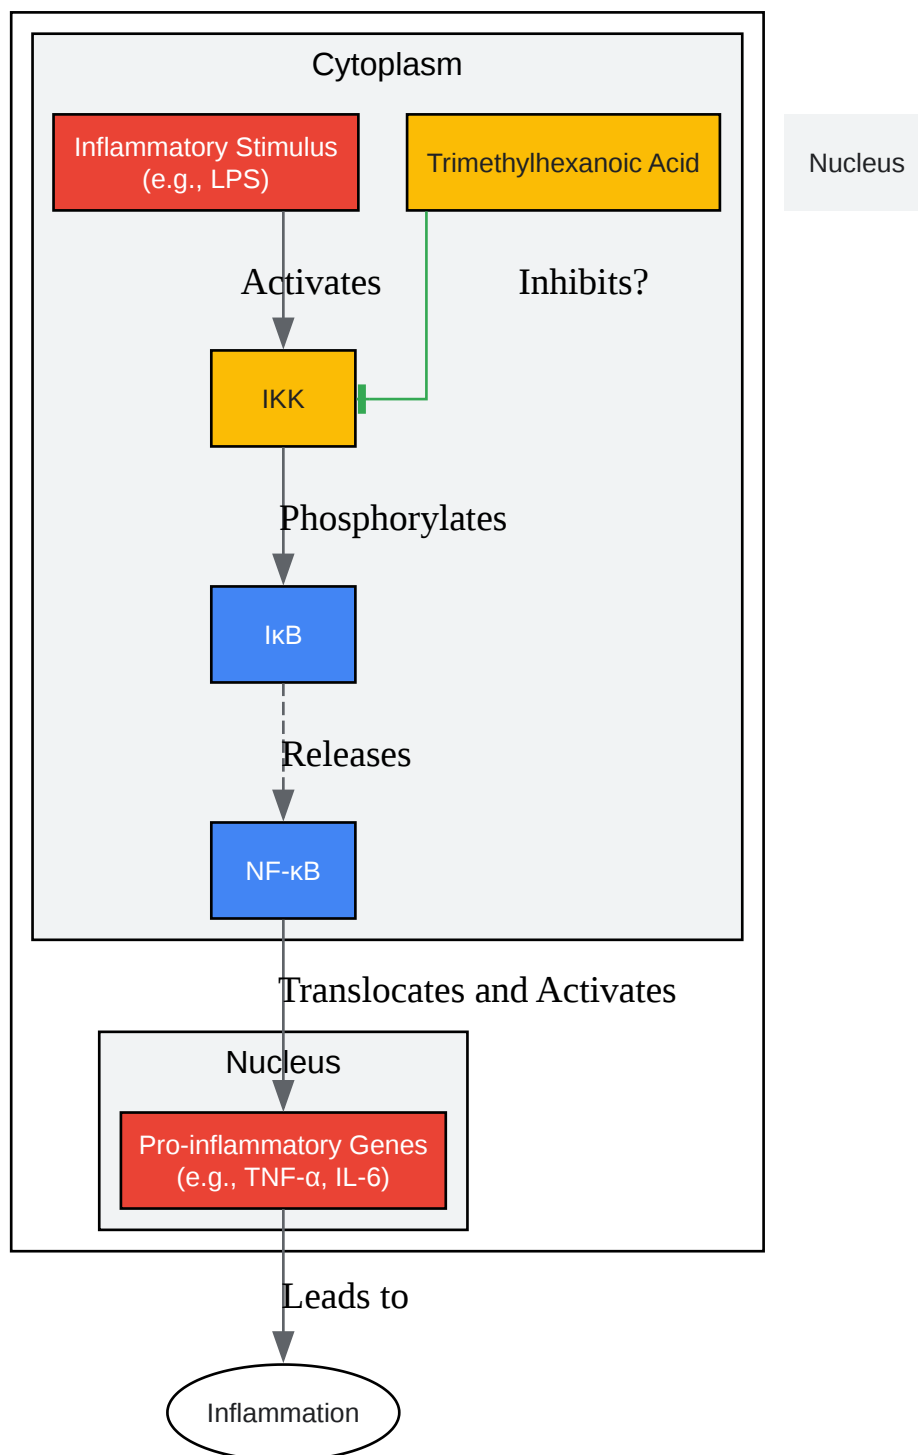 Cytoplasm
Inflammatory Stimulus
(e.g., LPS)
Trimethylhexanoic Acid
Nucleus
Activates
Inhibits?
IKK
Phosphorylates
IκB
Releases
NF-κB
Translocates and Activates
Nucleus
Pro-inflammatory Genes
(e.g., TNF-α, IL-6)
Leads to
Inflammation